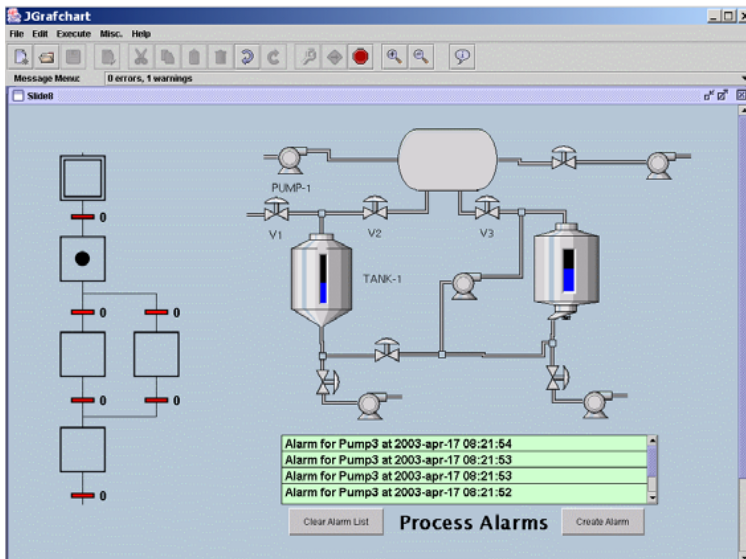 JGrafchart
File Edit Execute Misc. Help
Message Menu: 0 errors, 1 warnings
Slide8
0
PUMP-1
V1 V2 V3
TANK-1
0 0
0 0
0
Alarm for Pump3 at 2003-apr-17 08:21:54
Alarm for Pump3 at 2003-apr-17 08:21:53
Alarm for Pump3 at 2003-apr-17 08:21:53
Alarm for Pump3 at 2003-apr-17 08:21:52
Clear Alarm List Process Alarms Create Alarm